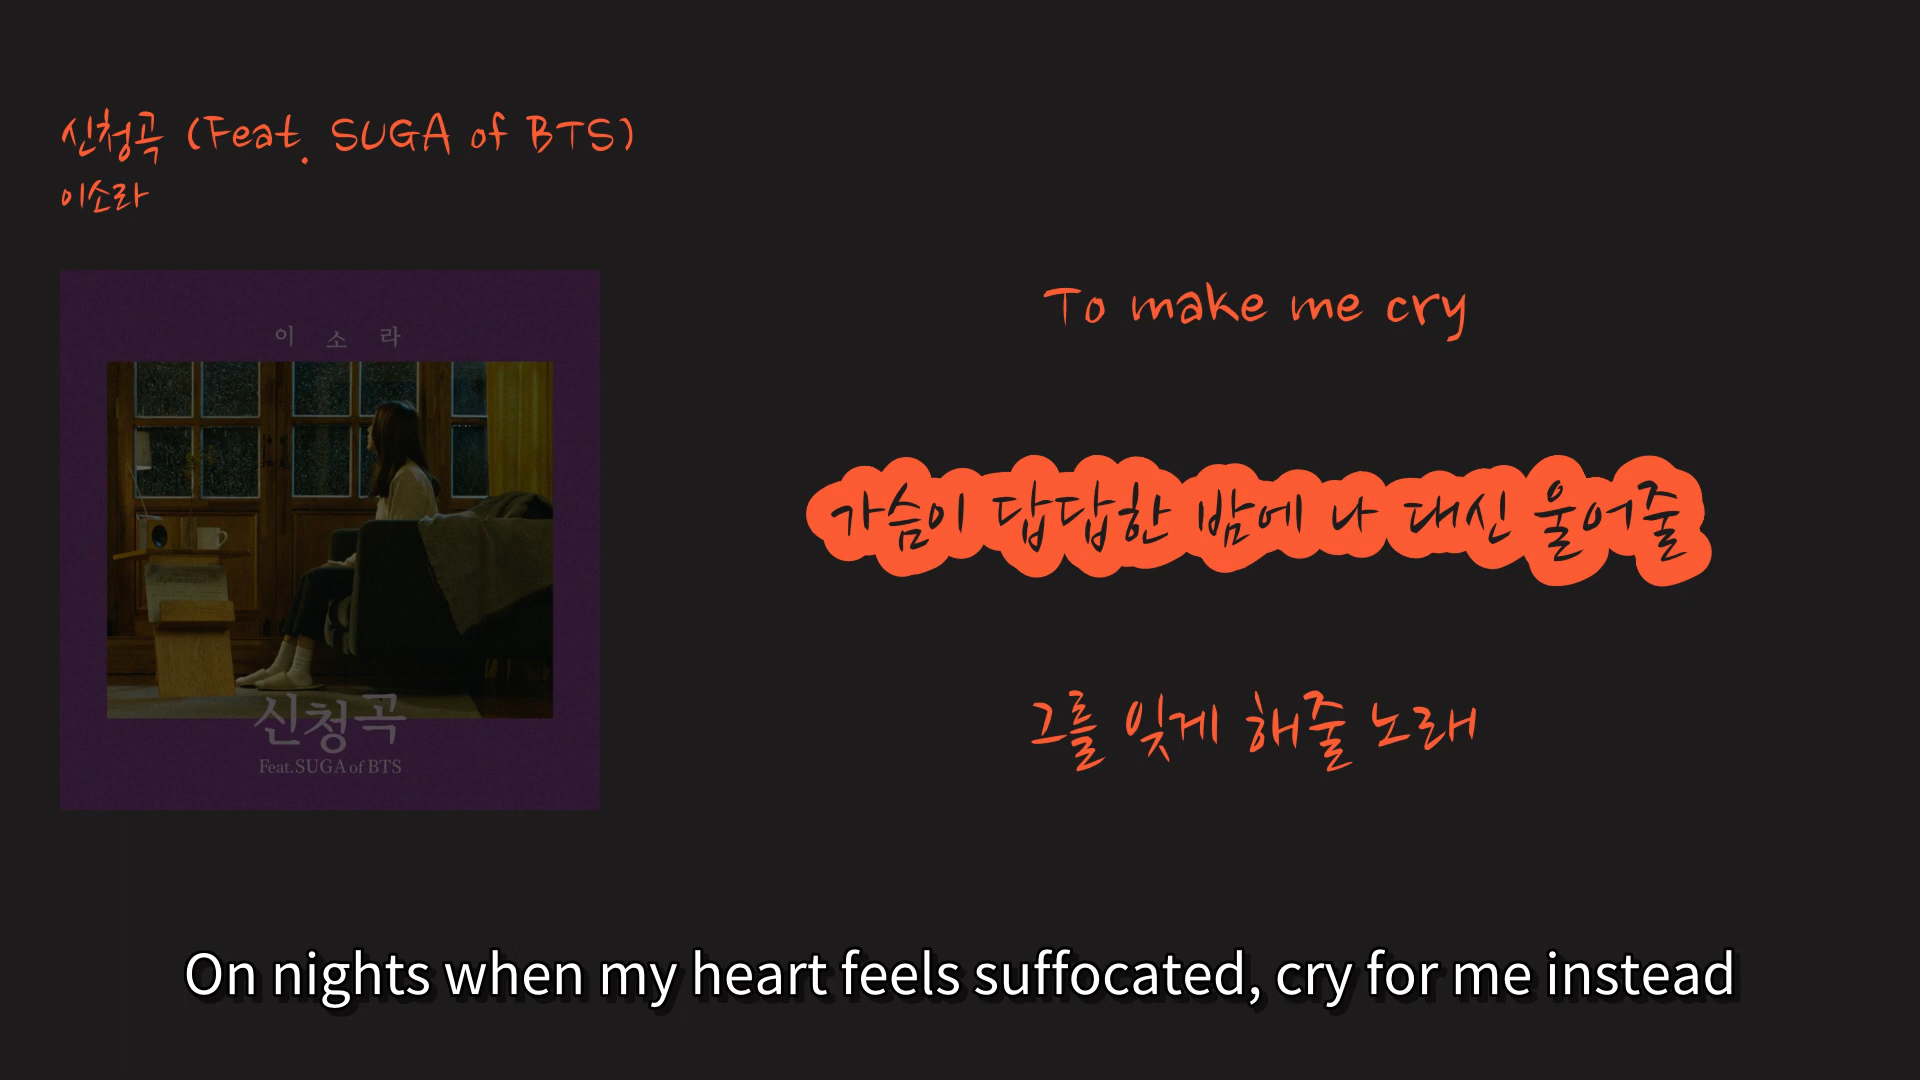 신청곡 (Feat. SUGA of BTS)
이소라
이 소 라
신청곡
Feat. SUGA of BTS
To make me cry
가슴이 답답한 밤에 나 대신 울어줄
그를 잊게 해줄 노래
On nights when my heart feels suffocated, cry for me instead